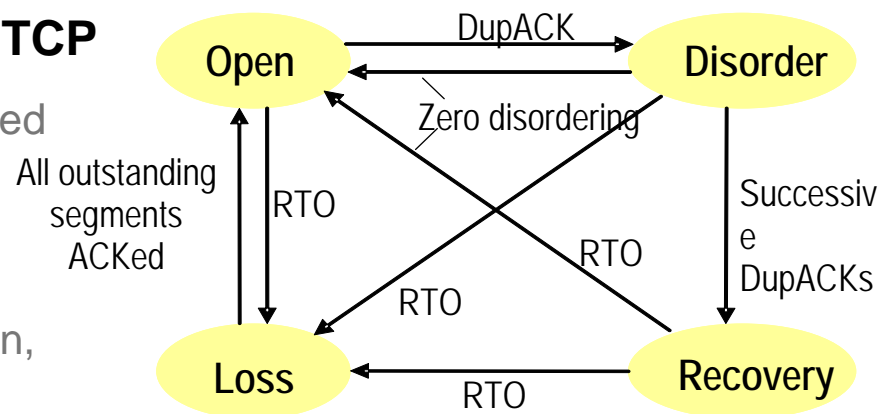 TCP
DupACK
Open
Disorder
ed
Zero disordering
All outstanding
segments
ACKed
RTO
Successiv
e
DupACKs
RTO
RTO
n,
Loss
Recovery
RTO